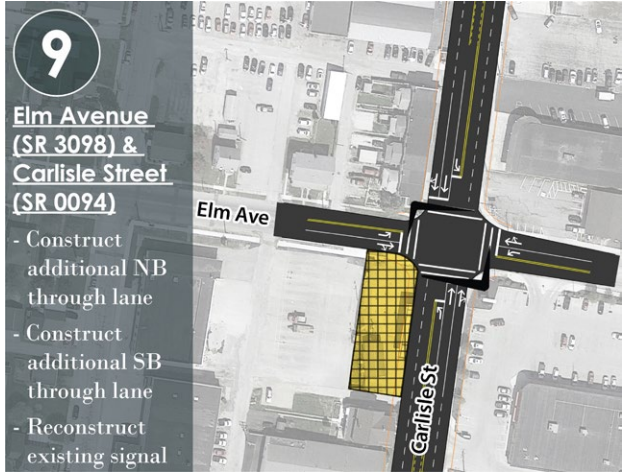 9
Elm Avenue
(SR 3098) &
Carlisle Street
(SR 0094)
- Construct
additional NB
through lane
- Construct
additional SB
through lane
- Reconstruct
existing signal
Elm Ave
Carlisle St